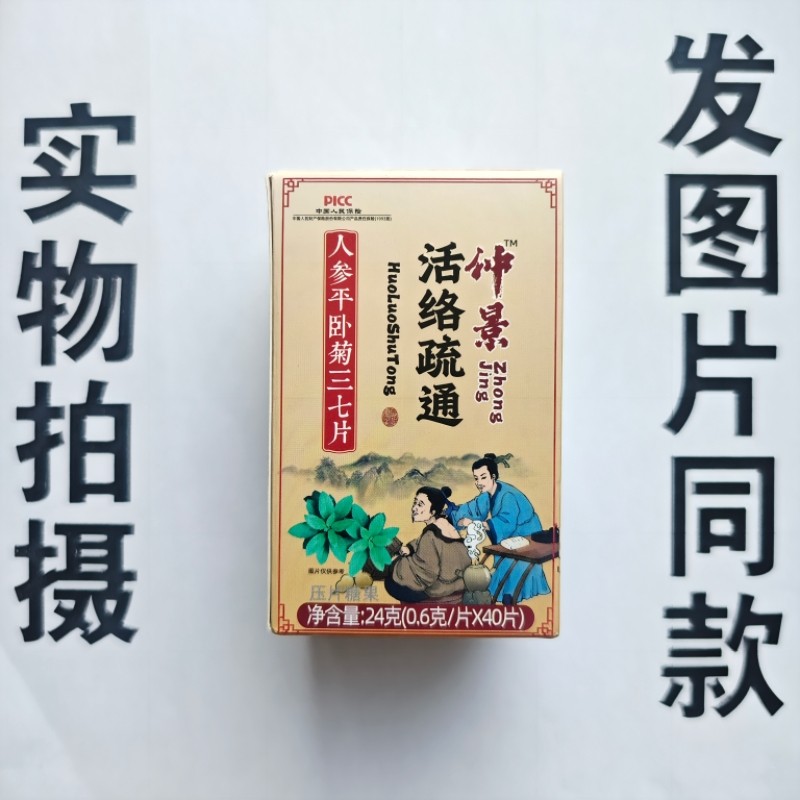 实物拍摄
发图片同款
PICC
中国人民保险
人参平卧菊三七片
仲景
TM
Zhong Jing
活络疏通
HuoLuoShuTong
图片仅供参考
压片糖果
净含量:24克(0.6克/片X40片)